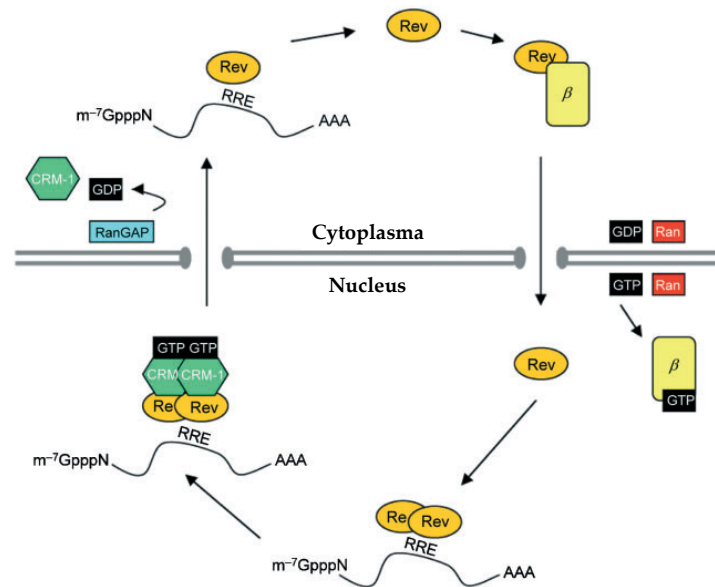 Rev
Rev
Rev
β
RRE
m⁻⁷GpppN
AAA
CRM-1
GDP
RanGAP
Cytoplasma
GDP Ran
Nucleus
GTP Ran
GTP GTP
CRM CRM-1
Re Rev
Rev
β
GTP
RRE
m⁻⁷GpppN
AAA
Re Rev
RRE
m⁻⁷GpppN
AAA